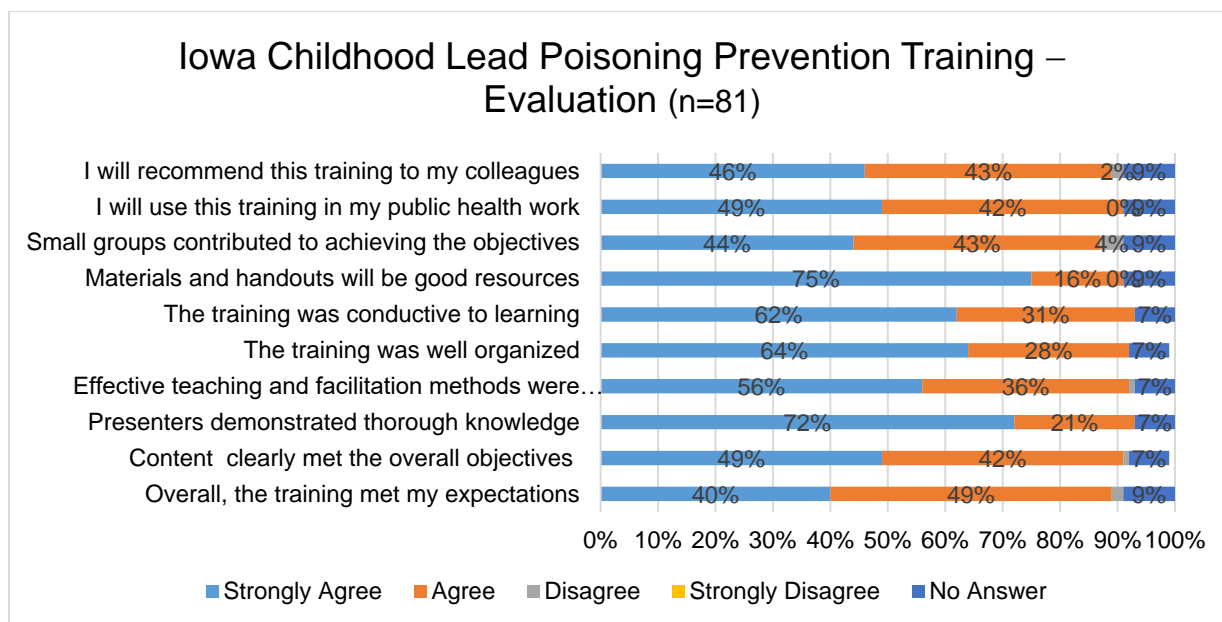 Iowa Childhood Lead Poisoning Prevention Training –
Evaluation (n=81)
I will recommend this training to my colleagues 46% 43% 2% 9%
I will use this training in my public health work 49% 42% 0% 9%
Small groups contributed to achieving the objectives 44% 43% 4% 9%
Materials and handouts will be good resources 75% 16% 0% 9%
The training was conductive to learning 62% 31% 7%
The training was well organized 64% 28% 7%
Effective teaching and facilitation methods were… 56% 36% 7%
Presenters demonstrated thorough knowledge 72% 21% 7%
Content clearly met the overall objectives 49% 42% 7%
Overall, the training met my expectations 40% 49% 9%
0% 10% 20% 30% 40% 50% 60% 70% 80% 90% 100%
Strongly Agree Agree Disagree Strongly Disagree No Answer